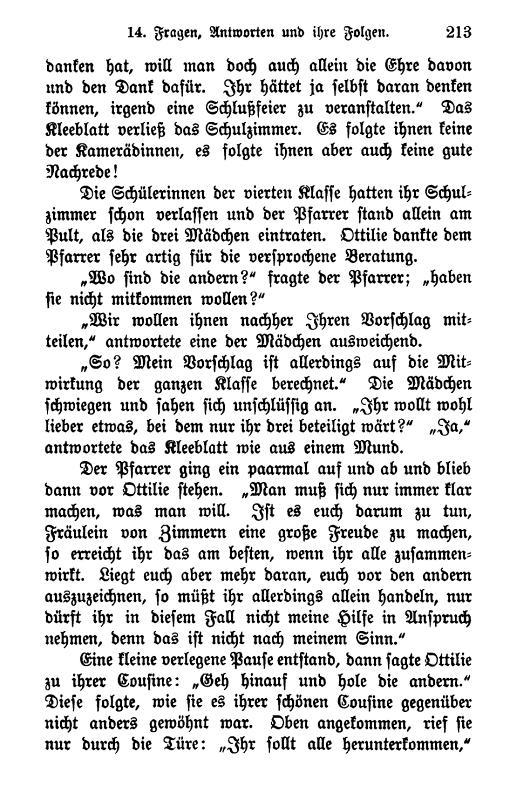 14. Fragen, Antworten und ihre Folgen. 213
danken hat, will man doch auch allein die Ehre davon
und den Dank dafür. Ihr hättet ja selbst daran denken
können, irgend eine Schlußfeier zu veranstalten.“ Das
Kleeblatt verließ das Schulzimmer. Es folgte ihnen keine
der Kamerädinnen, es folgte ihnen aber auch keine gute
Nachrede!
Die Schülerinnen der vierten Klasse hatten ihr Schul-
zimmer schon verlassen und der Pfarrer stand allein am
Pult, als die drei Mädchen eintraten. Ottilie dankte dem
Pfarrer sehr artig für die versprochene Beratung.
„Wo sind die andern?“ fragte der Pfarrer; „haben
sie nicht mitkommen wollen?“
„Wir wollen ihnen nachher Ihren Vorschlag mit-
teilen,“ antwortete eine der Mädchen ausweichend.
„So? Mein Vorschlag ist allerdings auf die Mit-
wirkung der ganzen Klasse berechnet.“ Die Mädchen
schwiegen und sahen sich unschlüssig an. „Ihr wollt wohl
lieber etwas, bei dem nur ihr drei beteiligt wärt?“ „Ja,“
antwortete das Kleeblatt wie aus einem Mund.
Der Pfarrer ging ein paarmal auf und ab und blieb
dann vor Ottilie stehen. „Man muß sich nur immer klar
machen, was man will. Ist es euch darum zu tun,
Fräulein von Zimmern eine große Freude zu machen,
so erreicht ihr das am besten, wenn ihr alle zusammen-
wirkt. Liegt euch aber mehr daran, euch vor den andern
auszuzeichnen, so müßt ihr allerdings allein handeln, nur
dürft ihr in diesem Fall nicht meine Hilfe in Anspruch
nehmen, denn das ist nicht nach meinem Sinn.“
Eine kleine verlegene Pause entstand, dann sagte Ottilie
zu ihrer Cousine: „Geh hinauf und hole die andern.“
Diese folgte, wie sie es ihrer schönen Cousine gegenüber
nicht anders gewöhnt war. Oben angekommen, rief sie
nur durch die Türe: „Ihr sollt alle herunterkommen,“